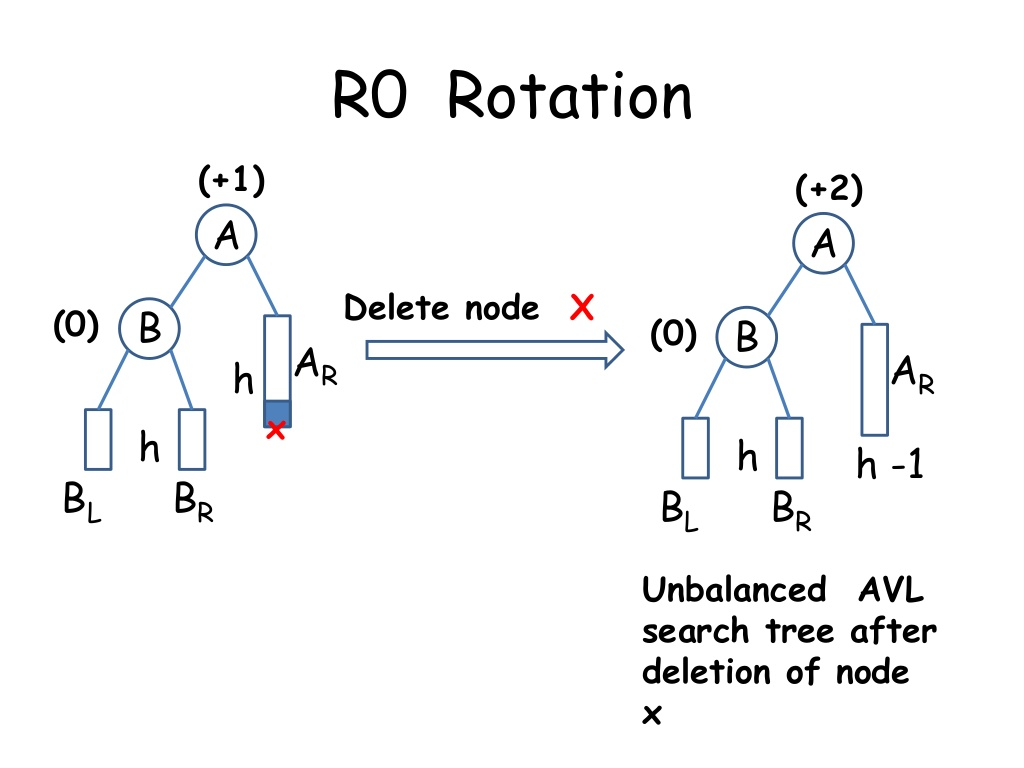 R0 Rotation
(+1)
A
(0)
B
h
A_R
x
B_L
h
B_R
Delete node X
(+2)
A
(0)
B
A_R
h -1
B_L
h
B_R
Unbalanced AVL
search tree after
deletion of node
x